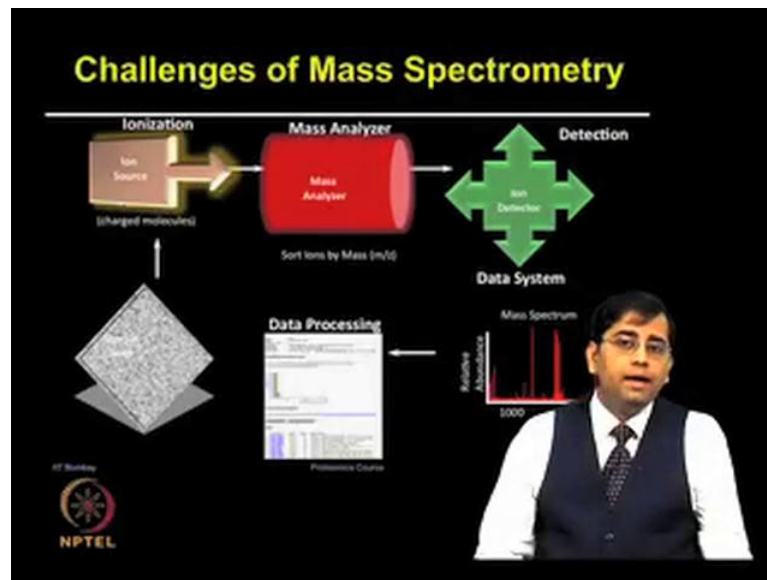 Challenges of Mass Spectrometry
Ionization
Mass Analyzer
Detection
Ion
Source
Mass
Analyzer
Ion
Detector
(charged molecules)
Sort Ions by Mass (m/z)
Data System
Data Processing
Mass Spectrum
Relative
Abundance
1000
Proteomics Course
IIT Bombay
NPTEL